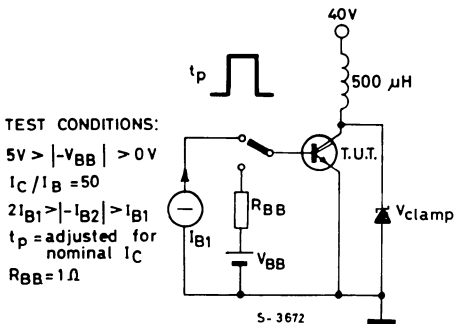 40V
tp
500 µH
TEST CONDITIONS:
5V > |-VBB| > 0V
IC/IB = 50
2IB1>|-IB2|>IB1
tp = adjusted for
nominal IC
RBB = 1Ω
T.U.T.
RBB
IB1
VBB
Vclamp
S-3672